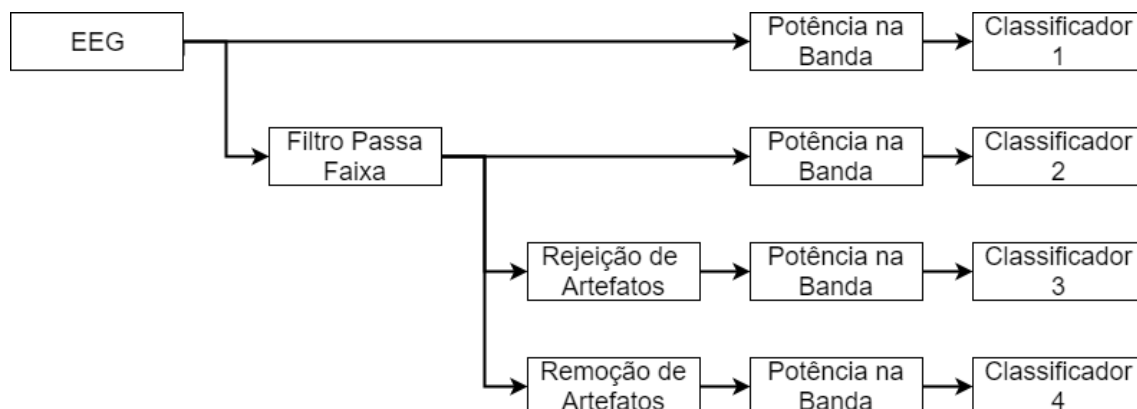 EEG
Potência na
Banda
Classificador
1
Filtro Passa
Faixa
Potência na
Banda
Classificador
2
Rejeição de
Artefatos
Potência na
Banda
Classificador
3
Remoção de
Artefatos
Potência na
Banda
Classificador
4